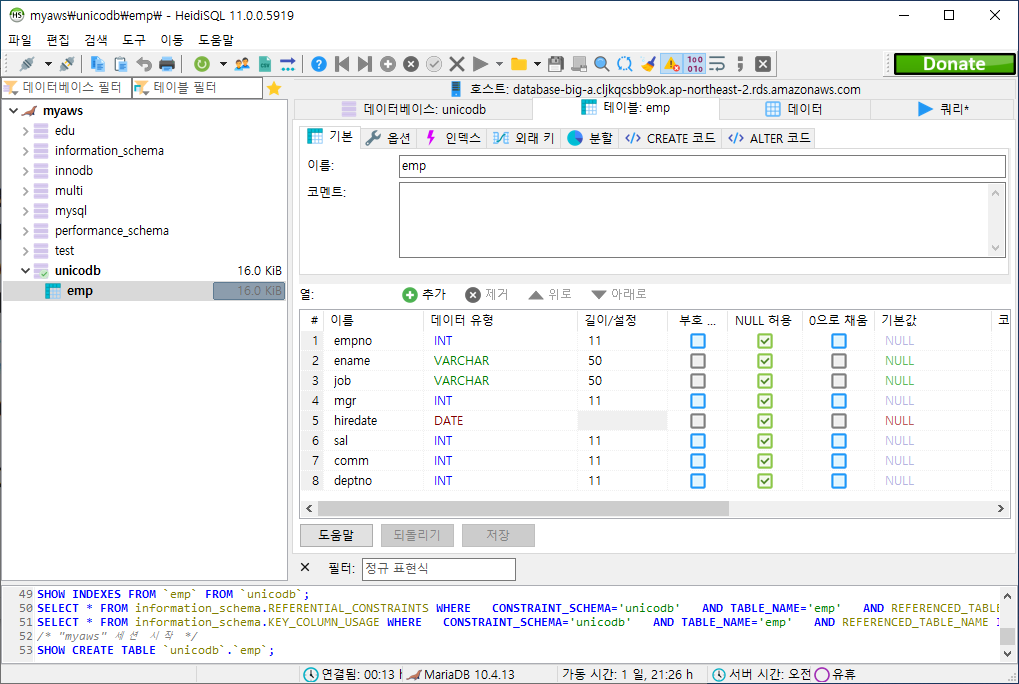 myaws\unicodb\emp\ - HeidiSQL 11.0.0.5919
파일 편집 검색 도구 이동 도움말
Donate
데이터베이스 필터 테이블 필터
호스트: database-big-a.cljkqcsbb9ok.ap-northeast-2.rds.amazonaws.com
데이터베이스: unicodb 테이블: emp 데이터 쿼리*
myaws
edu
information_schema
innodb
multi
mysql
performance_schema
test
unicodb 16.0 KiB
emp 16.0 KiB
기본 옵션 인덱스 외래 키 분할 CREATE 코드 ALTER 코드
이름: emp
코멘트:
열: 추가 제거 위로 아래로
# 이름 데이터 유형 길이/설정 부호 ... NULL 허용 0으로 채움 기본값 코
1 empno INT 11 NULL
2 ename VARCHAR 50 NULL
3 job VARCHAR 50 NULL
4 mgr INT 11 NULL
5 hiredate DATE NULL
6 sal INT 11 NULL
7 comm INT 11 NULL
8 deptno INT 11 NULL
도움말 되돌리기 저장
필터: 정규 표현식
49 SHOW INDEXES FROM `emp` FROM `unicodb`;
50 SELECT * FROM information_schema.REFERENTIAL_CONSTRAINTS WHERE CONSTRAINT_SCHEMA='unicodb' AND TABLE_NAME='emp' AND REFERENCED_TABLE
51 SELECT * FROM information_schema.KEY_COLUMN_USAGE WHERE CONSTRAINT_SCHEMA='unicodb' AND TABLE_NAME='emp' AND REFERENCED_TABLE_NAME I
52 /* "myaws" 세션 시작 */
53 SHOW CREATE TABLE `unicodb`.`emp`;
연결됨: 00:13 h MariaDB 10.4.13 가동 시간: 1 일, 21:26 h 서버 시간: 오전 유휴